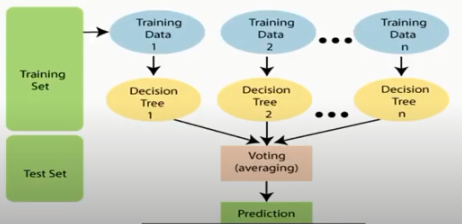 Training
Set
Training
Data
1
Training
Data
2
Training
Data
n
Decision
Tree
1
Decision
Tree
2
Decision
Tree
n
Voting
(averaging)
Test Set
Prediction